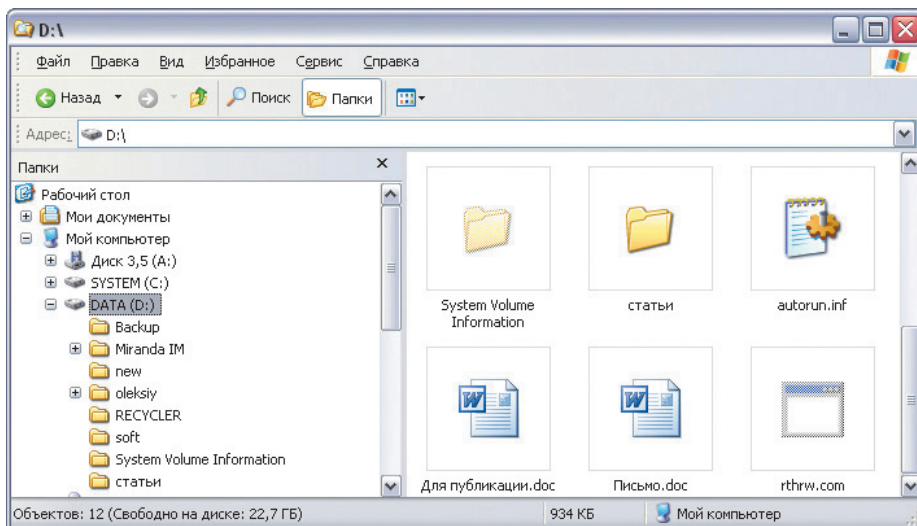 D:\
Файл Правка Вид Избранное Сервис Справка
Назад Поиск Папки
Адрес: D:\
Папки
Рабочий стол
Мои документы
Мой компьютер
Диск 3,5 (A:)
SYSTEM (C:)
DATA (D:)
Backup
Miranda IM
new
oleksiy
RECYCLER
soft
System Volume Information
статьи
System Volume
Information
статьи
autorun.inf
Для публикации.doc
Письмо.doc
rthrw.com
Объектов: 12 (Свободно на диске: 22,7 ГБ) 934 КБ Мой компьютер